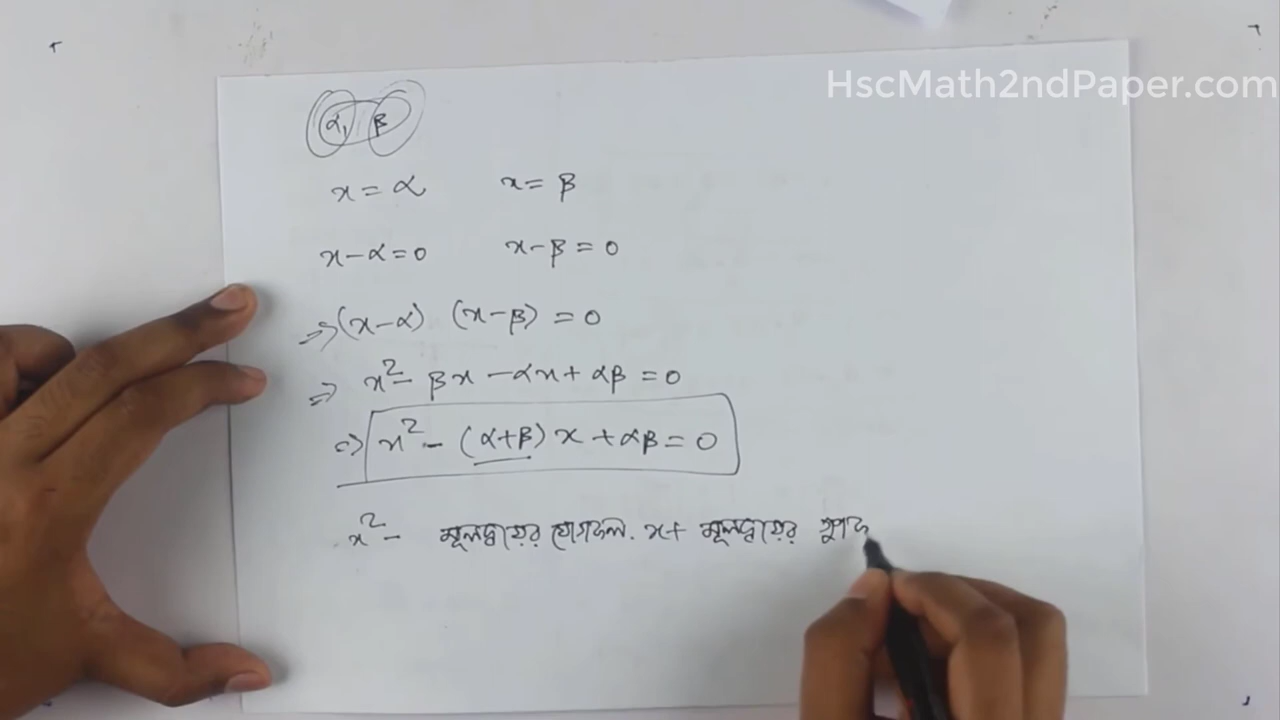 HscMath2ndPaper.com
α, β
x = α x = β
x - α = 0 x - β = 0
⇒ (x - α) (x - β) = 0
⇒ x² - βx - αx + αβ = 0
⇒ x² - (α+β) x + αβ = 0
x² - মূলদ্বয়ের যোগফল. x + মূলদ্বয়ের গুণফ